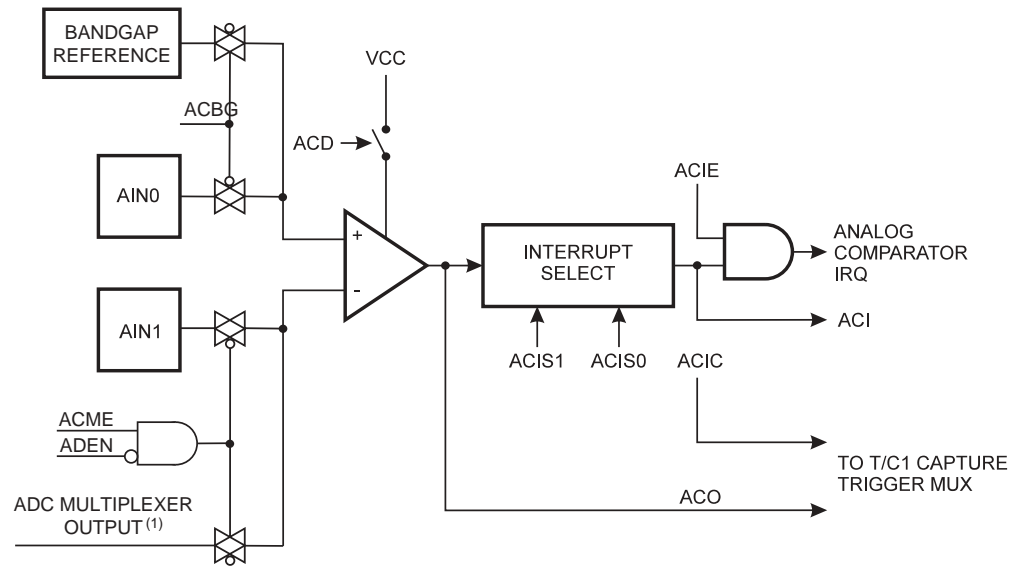 BANDGAP
REFERENCE
VCC
ACBG
ACD
AIN0
ACIE
+
INTERRUPT
SELECT
ANALOG
COMPARATOR
IRQ
-
AIN1
ACI
ACIS1 ACIS0 ACIC
ACME
ADEN
TO T/C1 CAPTURE
TRIGGER MUX
ADC MULTIPLEXER
OUTPUT (1)
ACO